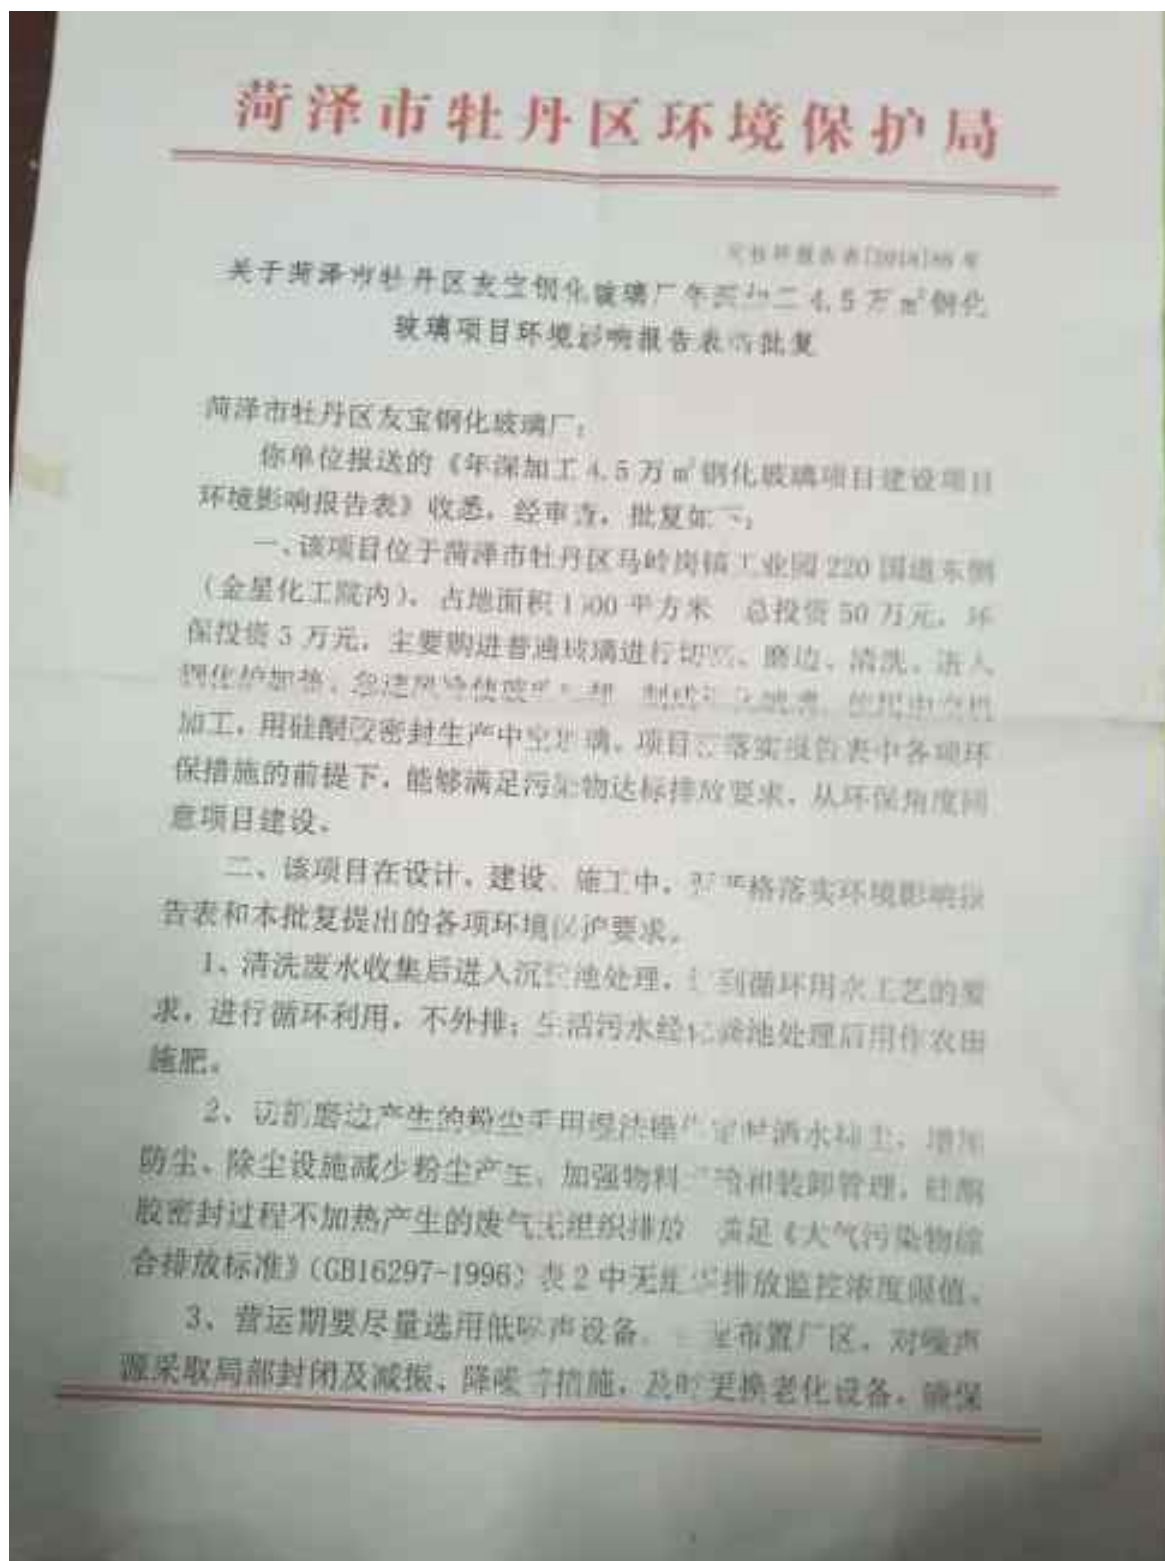 菏泽市牡丹区环境保护局
关于菏泽市牡丹区友宝钢化玻璃厂年深加工4.5万㎡钢化
玻璃项目环境影响报告表的批复
菏泽市牡丹区友宝钢化玻璃厂：
你单位报送的《年深加工4.5万㎡钢化玻璃项目建设项目
环境影响报告表》收悉，经审查，批复如下：
一、该项目位于菏泽市牡丹区马岭岗镇工业园220国道东侧
（金星化工院内），占地面积1500平方米 总投资50万元，环
保投资5万元，主要购进普通玻璃进行切割、磨边、清洗、进入
钢化炉加热、急速风冷使玻璃
加工，用硅酮胶密封生产中空玻璃。项目在落实报告表中各项环
保措施的前提下，能够满足污染物达标排放要求，从环保角度同
意项目建设。
二、该项目在设计、建设、施工中，要严格落实环境影响报
告表和本批复提出的各项环境保护要求。
1、清洗废水收集后进入沉淀池处理，达到循环用水工艺的要
求，进行循环利用，不外排；生活污水经化粪池处理后用作农田
施肥。
2、切割磨边产生的粉尘采用湿法操作定时洒水抑尘，增加
防尘、除尘设施减少粉尘产生、加强物料 和装卸管理，硅酮
胶密封过程不加热产生的废气无组织排放 满足《大气污染物综
合排放标准》（GB16297-1996）表2中无组织排放监控浓度限值。
3、营运期要尽量选用低噪声设备， 布置厂区，对噪声
源采取局部封闭及减振、降噪等措施，及时更换老化设备，确保